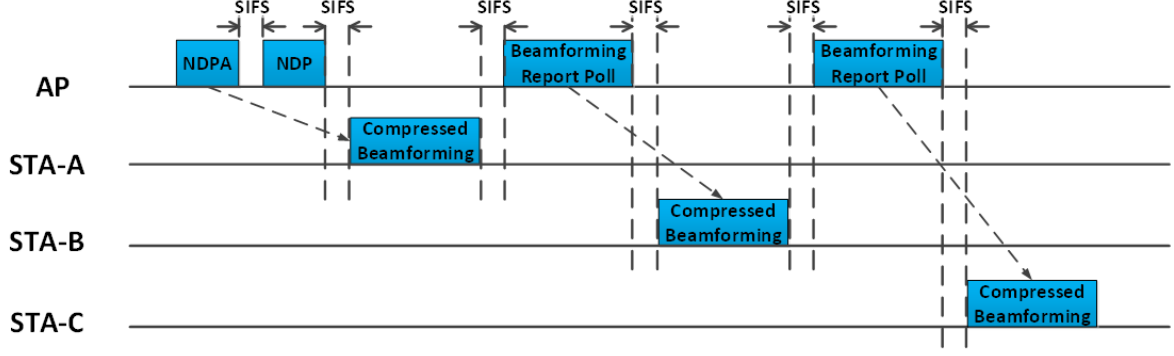 SIFS SIFS SIFS SIFS SIFS SIFS
AP
NDPA
NDP
Beamforming
Report Poll
Beamforming
Report Poll
STA-A
Compressed
Beamforming
STA-B
Compressed
Beamforming
STA-C
Compressed
Beamforming